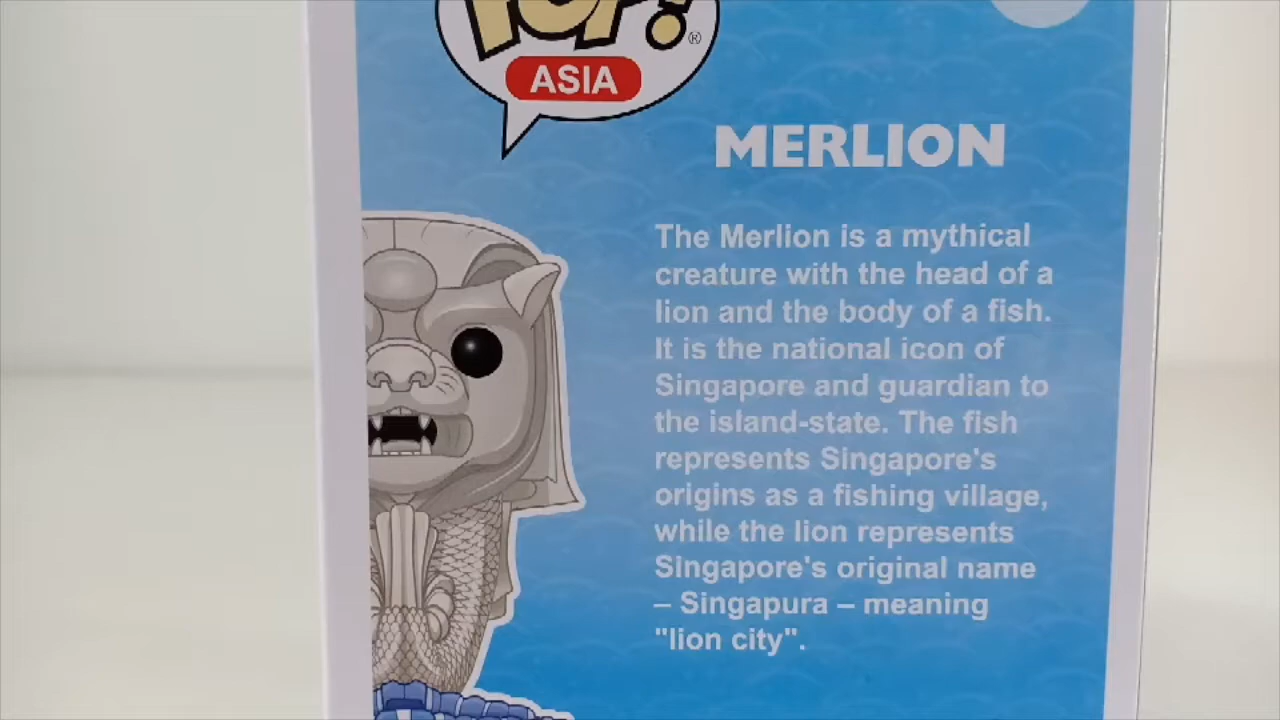 POP!
®
ASIA
MERLION
The Merlion is a mythical
creature with the head of a
lion and the body of a fish.
It is the national icon of
Singapore and guardian to
the island-state. The fish
represents Singapore's
origins as a fishing village,
while the lion represents
Singapore's original name
– Singapura – meaning
"lion city".